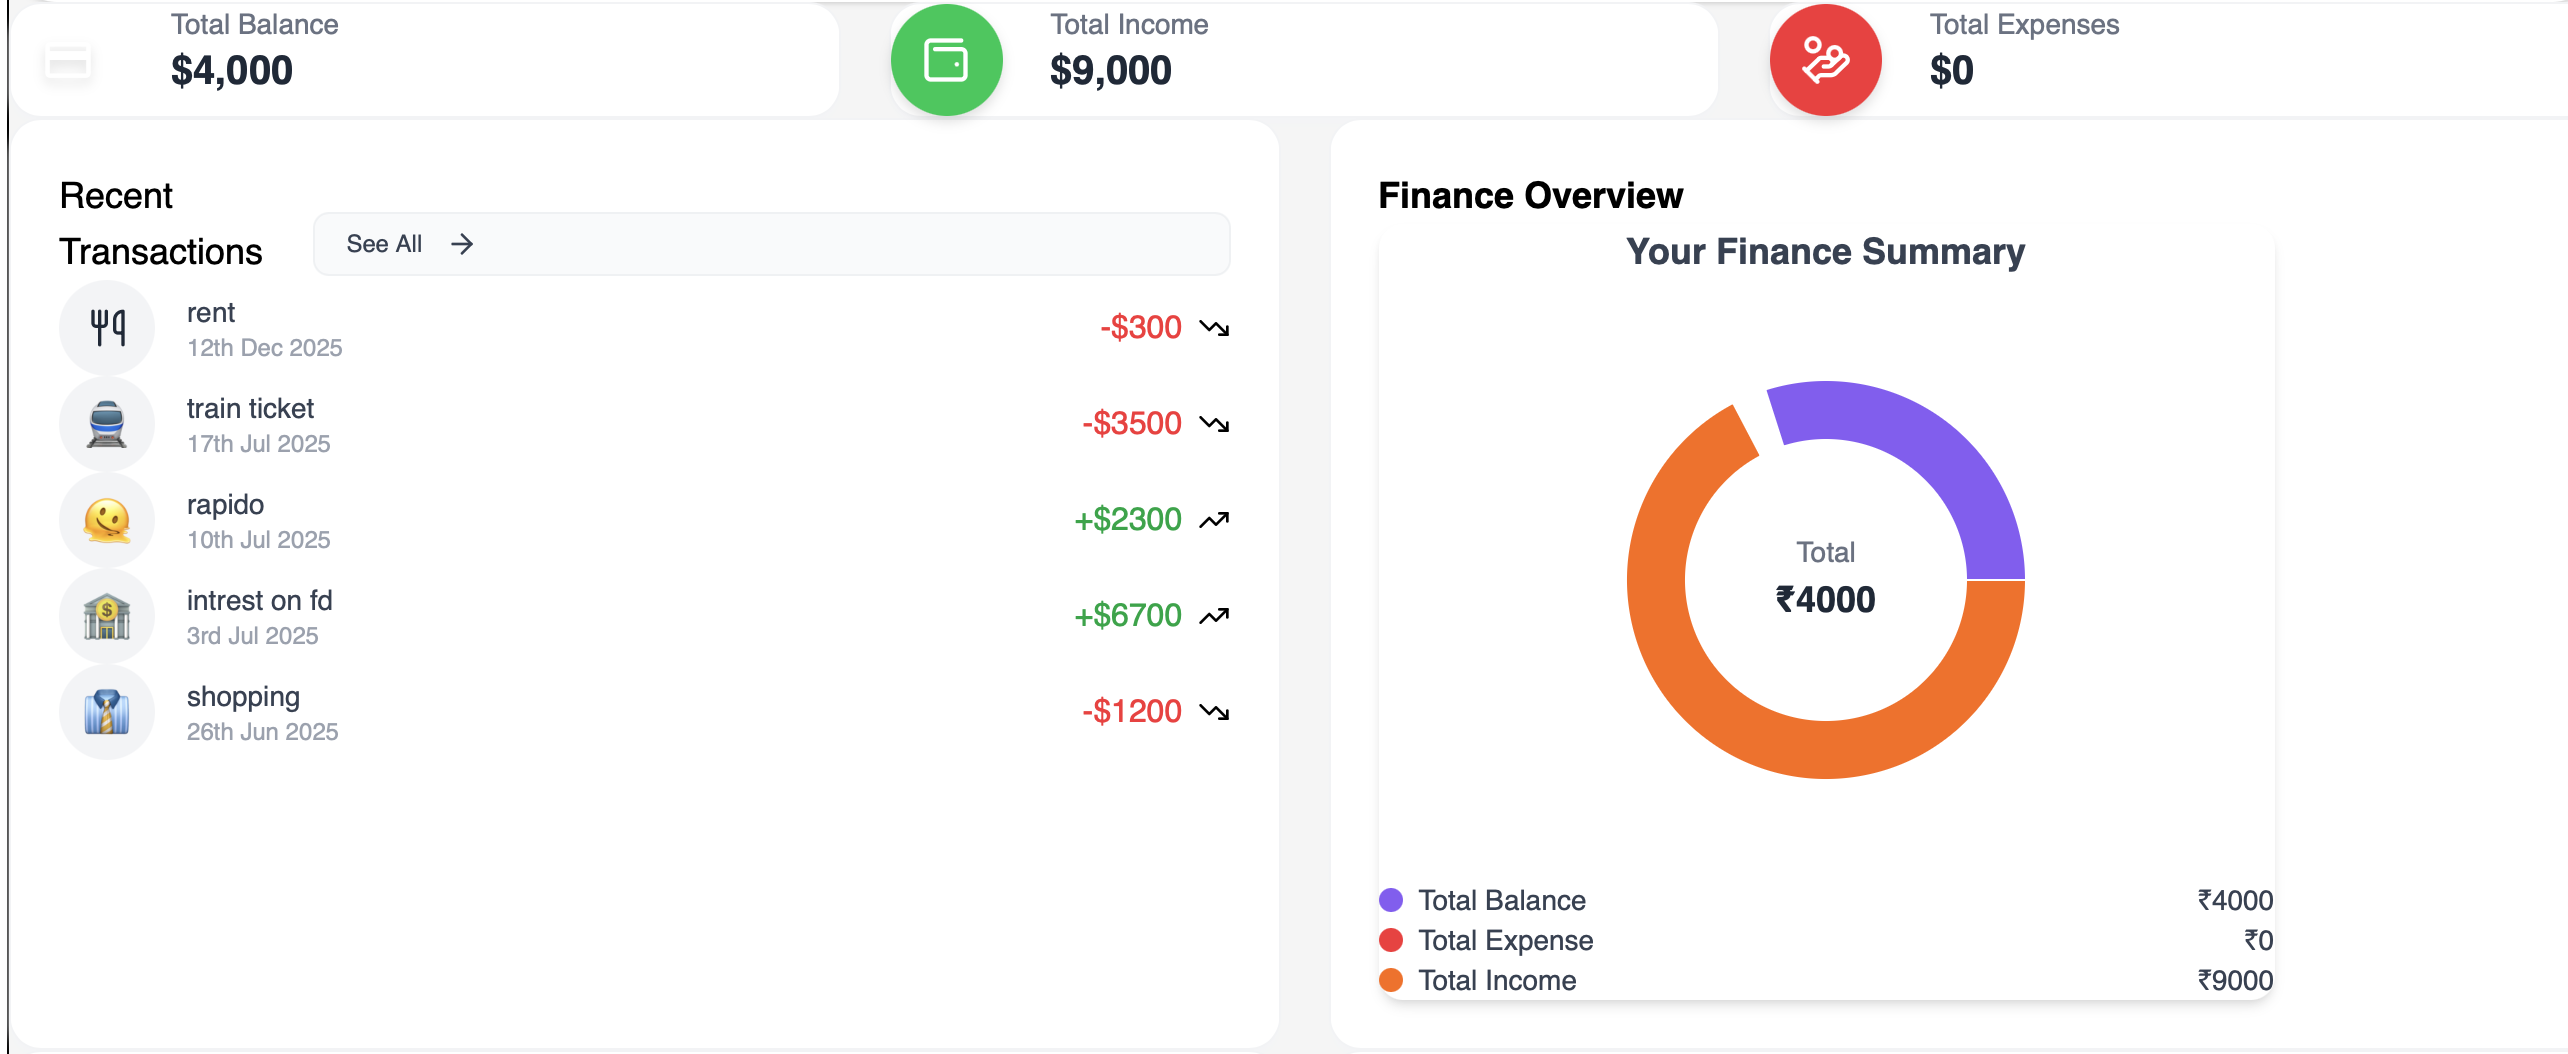 Total Balance
$4,000
Total Income
$9,000
Total Expenses
$0
Recent
Transactions
See All
rent
12th Dec 2025
-$300
train ticket
17th Jul 2025
-$3500
rapido
10th Jul 2025
+$2300
intrest on fd
3rd Jul 2025
+$6700
shopping
26th Jun 2025
-$1200
Finance Overview
Your Finance Summary
Total
₹4000
Total Balance ₹4000
Total Expense ₹0
Total Income ₹9000